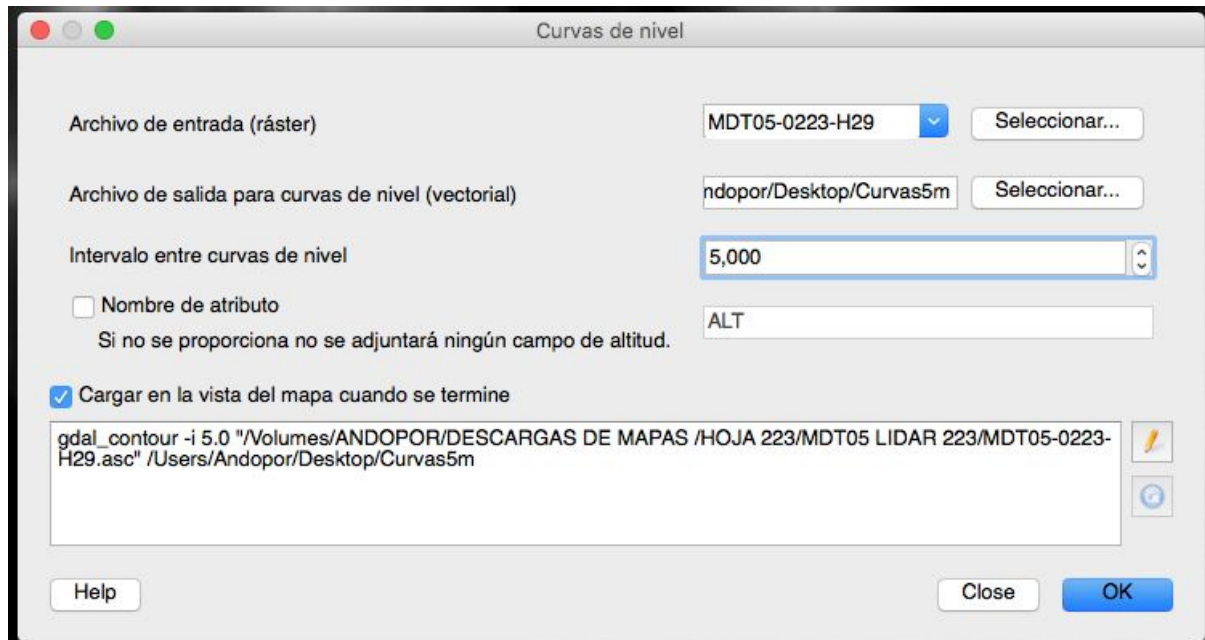 Curvas de nivel
Archivo de entrada (ráster)
MDT05-0223-H29
Seleccionar...
Archivo de salida para curvas de nivel (vectorial)
ndopor/Desktop/Curvas5m
Seleccionar...
Intervalo entre curvas de nivel
5,000
Nombre de atributo
Si no se proporciona no se adjuntará ningún campo de altitud.
ALT
Cargar en la vista del mapa cuando se termine
gdal_contour -i 5.0 "/Volumes/ANDOPOR/DESCARGAS DE MAPAS /HOJA 223/MDT05 LIDAR 223/MDT05-0223-
H29.asc" /Users/Andopor/Desktop/Curvas5m
Help
Close
OK